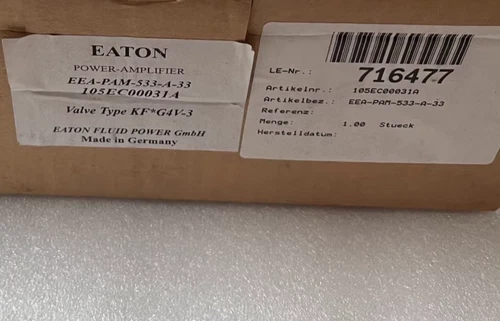 EATON
POWER-AMPLIFIER
EEA-PAM-533-A-33
105EC00031A
Valve Type KF*G4V-3
EATON FLUID POWER GmbH
Made in Germany
LE-Nr.: 716477
Artikelnr.: 105EC00031A
Artikelbez.: EEA-PAM-533-A-33
Referenz:
Menge: 1.00 Stueck
Herstelldatum: